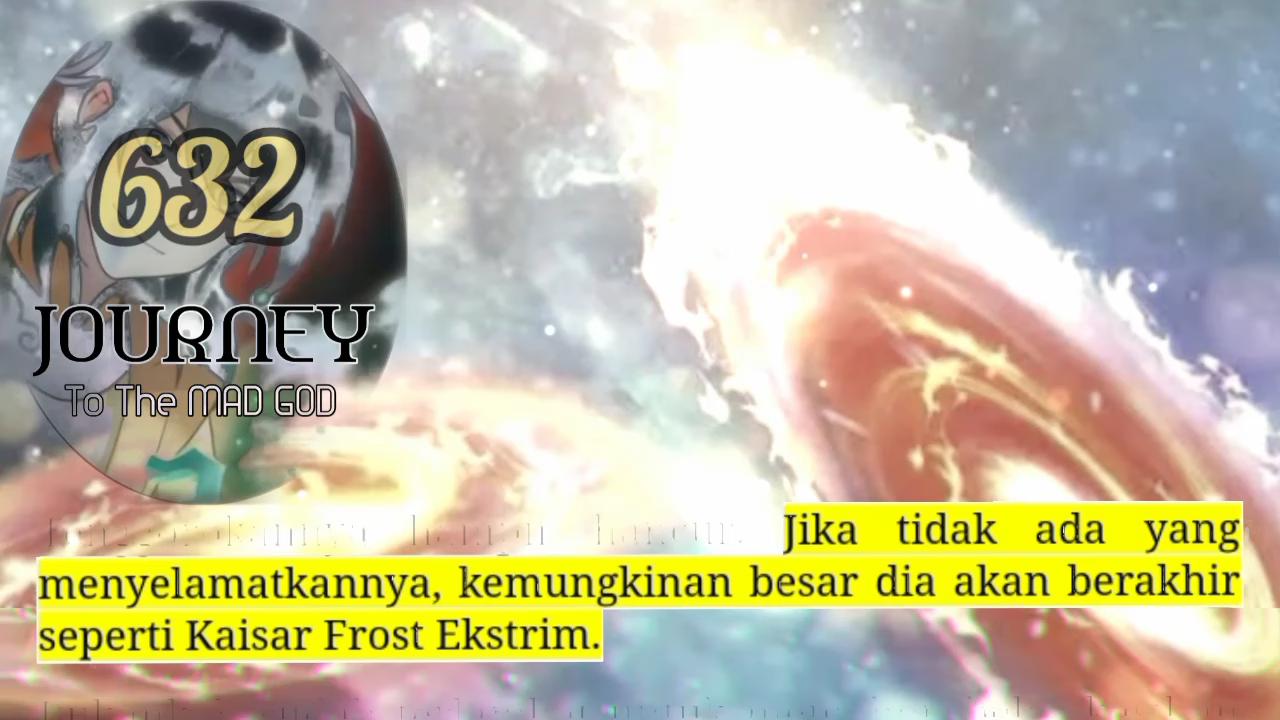 632
JOURNEY
To The MAD GOD
Jika tidak ada yang
menyelamatkannya, kemungkinan besar dia akan berakhir
seperti Kaisar Frost Ekstrim.